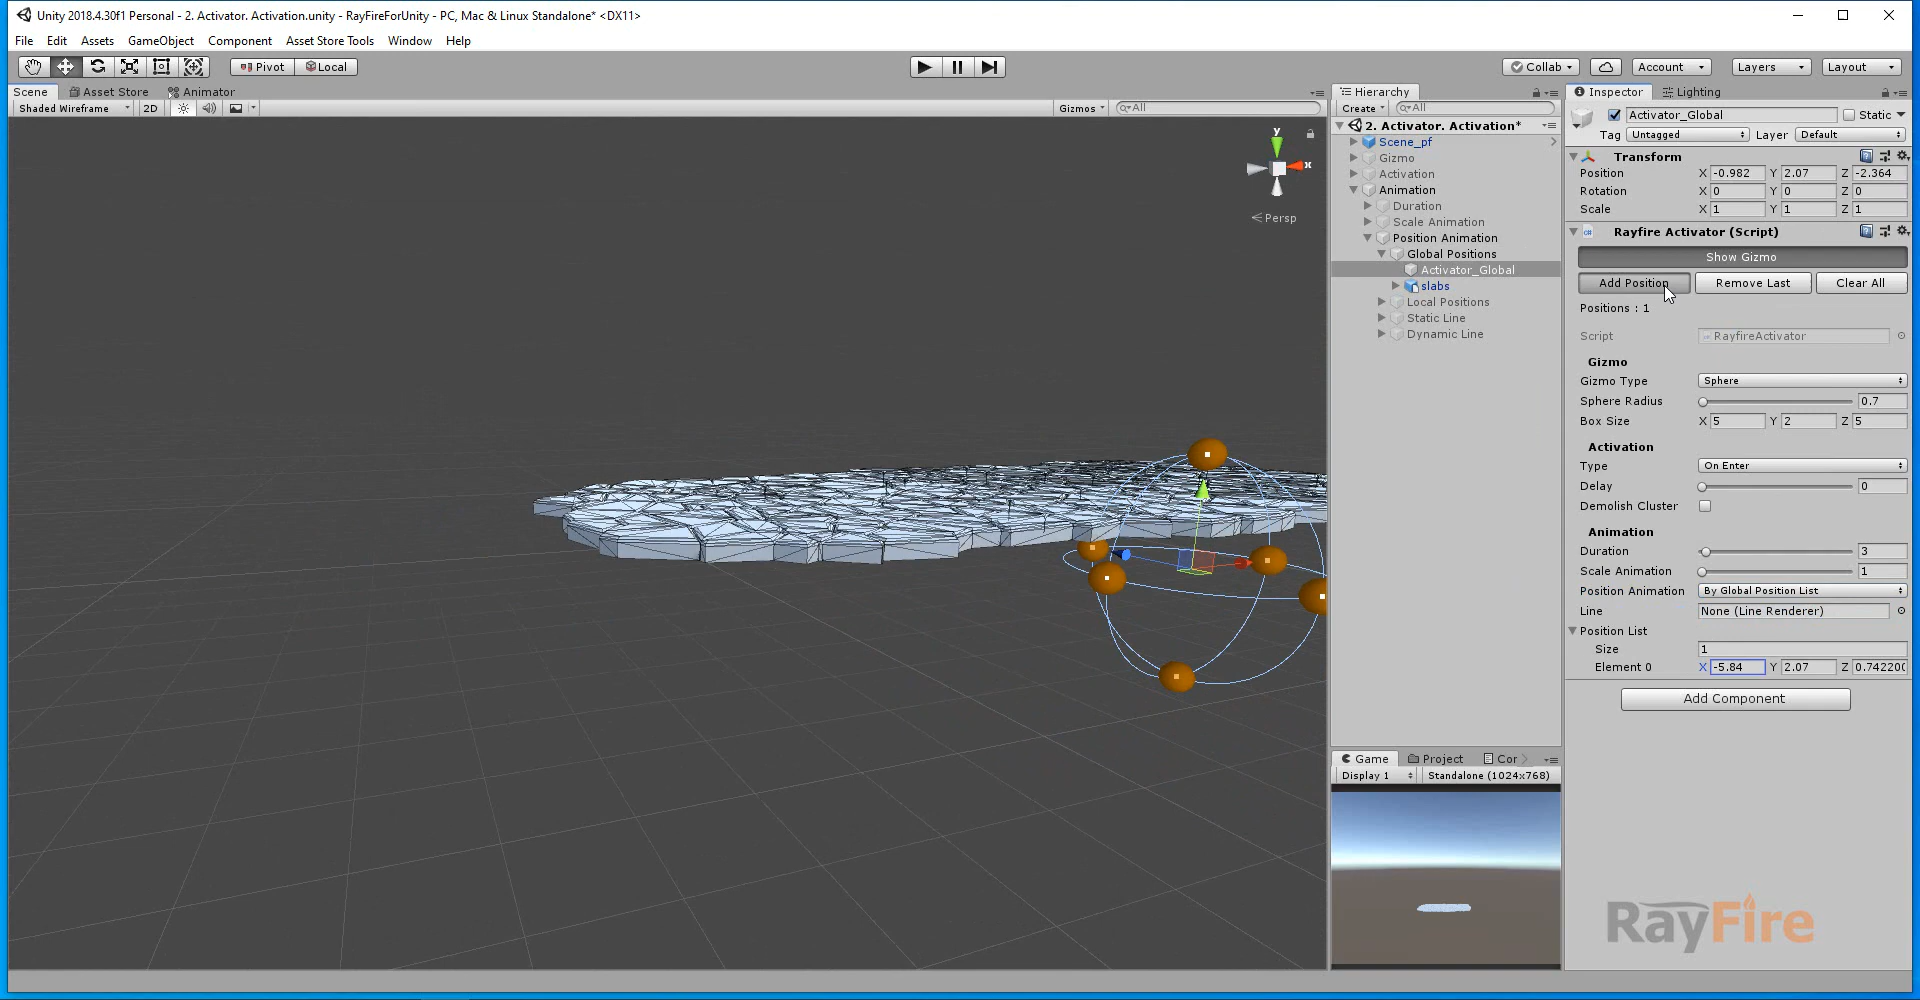 Unity 2018.4.30f1 Personal - 2. Activator. Activation.unity - RayFireForUnity - PC, Mac & Linux Standalone* <DX11>
File Edit Assets GameObject Component Asset Store Tools Window Help
Pivot Local Collab Account Layers Layout
Scene Asset Store Animator
Shaded Wireframe 2D Gizmos All
y
x
Persp
Hierarchy
Create All
2. Activator. Activation*
Scene_pf
Gizmo
Activation
Animation
Duration
Scale Animation
Position Animation
Global Positions
Activator_Global
slabs
Local Positions
Static Line
Dynamic Line
Game Project Cor
Display 1 Standalone (1024x768)
Inspector Lighting
Activator_Global Static
Tag Untagged Layer Default
Transform
Position X -0.982 Y 2.07 Z -2.364
Rotation X 0 Y 0 Z 0
Scale X 1 Y 1 Z 1
Rayfire Activator (Script)
Show Gizmo
Add Position Remove Last Clear All
Positions : 1
Script RayfireActivator
Gizmo
Gizmo Type Sphere
Sphere Radius 0.7
Box Size X 5 Y 2 Z 5
Activation
Type On Enter
Delay 0
Demolish Cluster
Animation
Duration 3
Scale Animation 1
Position Animation By Global Position List
Line None (Line Renderer)
Position List
Size 1
Element 0 X -5.84 Y 2.07 Z 0.742200
Add Component
RayFire